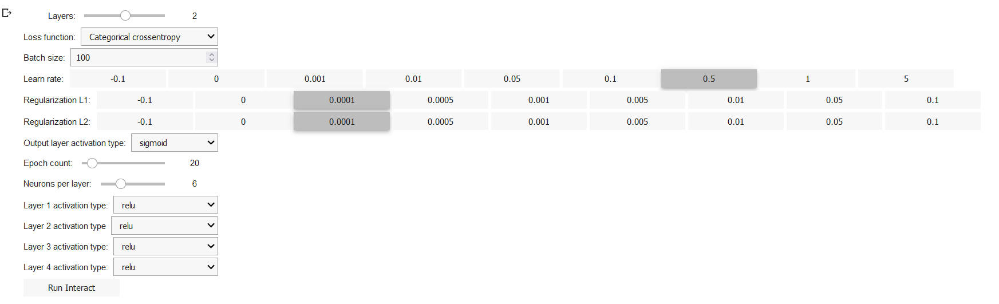 Layers: 2
Loss function: Categorical crossentropy
Batch size: 100
Learn rate: -0.1 0 0.001 0.01 0.05 0.1 0.5 1 5
Regularization L1: -0.1 0 0.0001 0.0005 0.001 0.005 0.01 0.05 0.1
Regularization L2: -0.1 0 0.0001 0.0005 0.001 0.005 0.01 0.05 0.1
Output layer activation type: sigmoid
Epoch count: 20
Neurons per layer: 6
Layer 1 activation type: relu
Layer 2 activation type relu
Layer 3 activation type: relu
Layer 4 activation type: relu
Run Interact